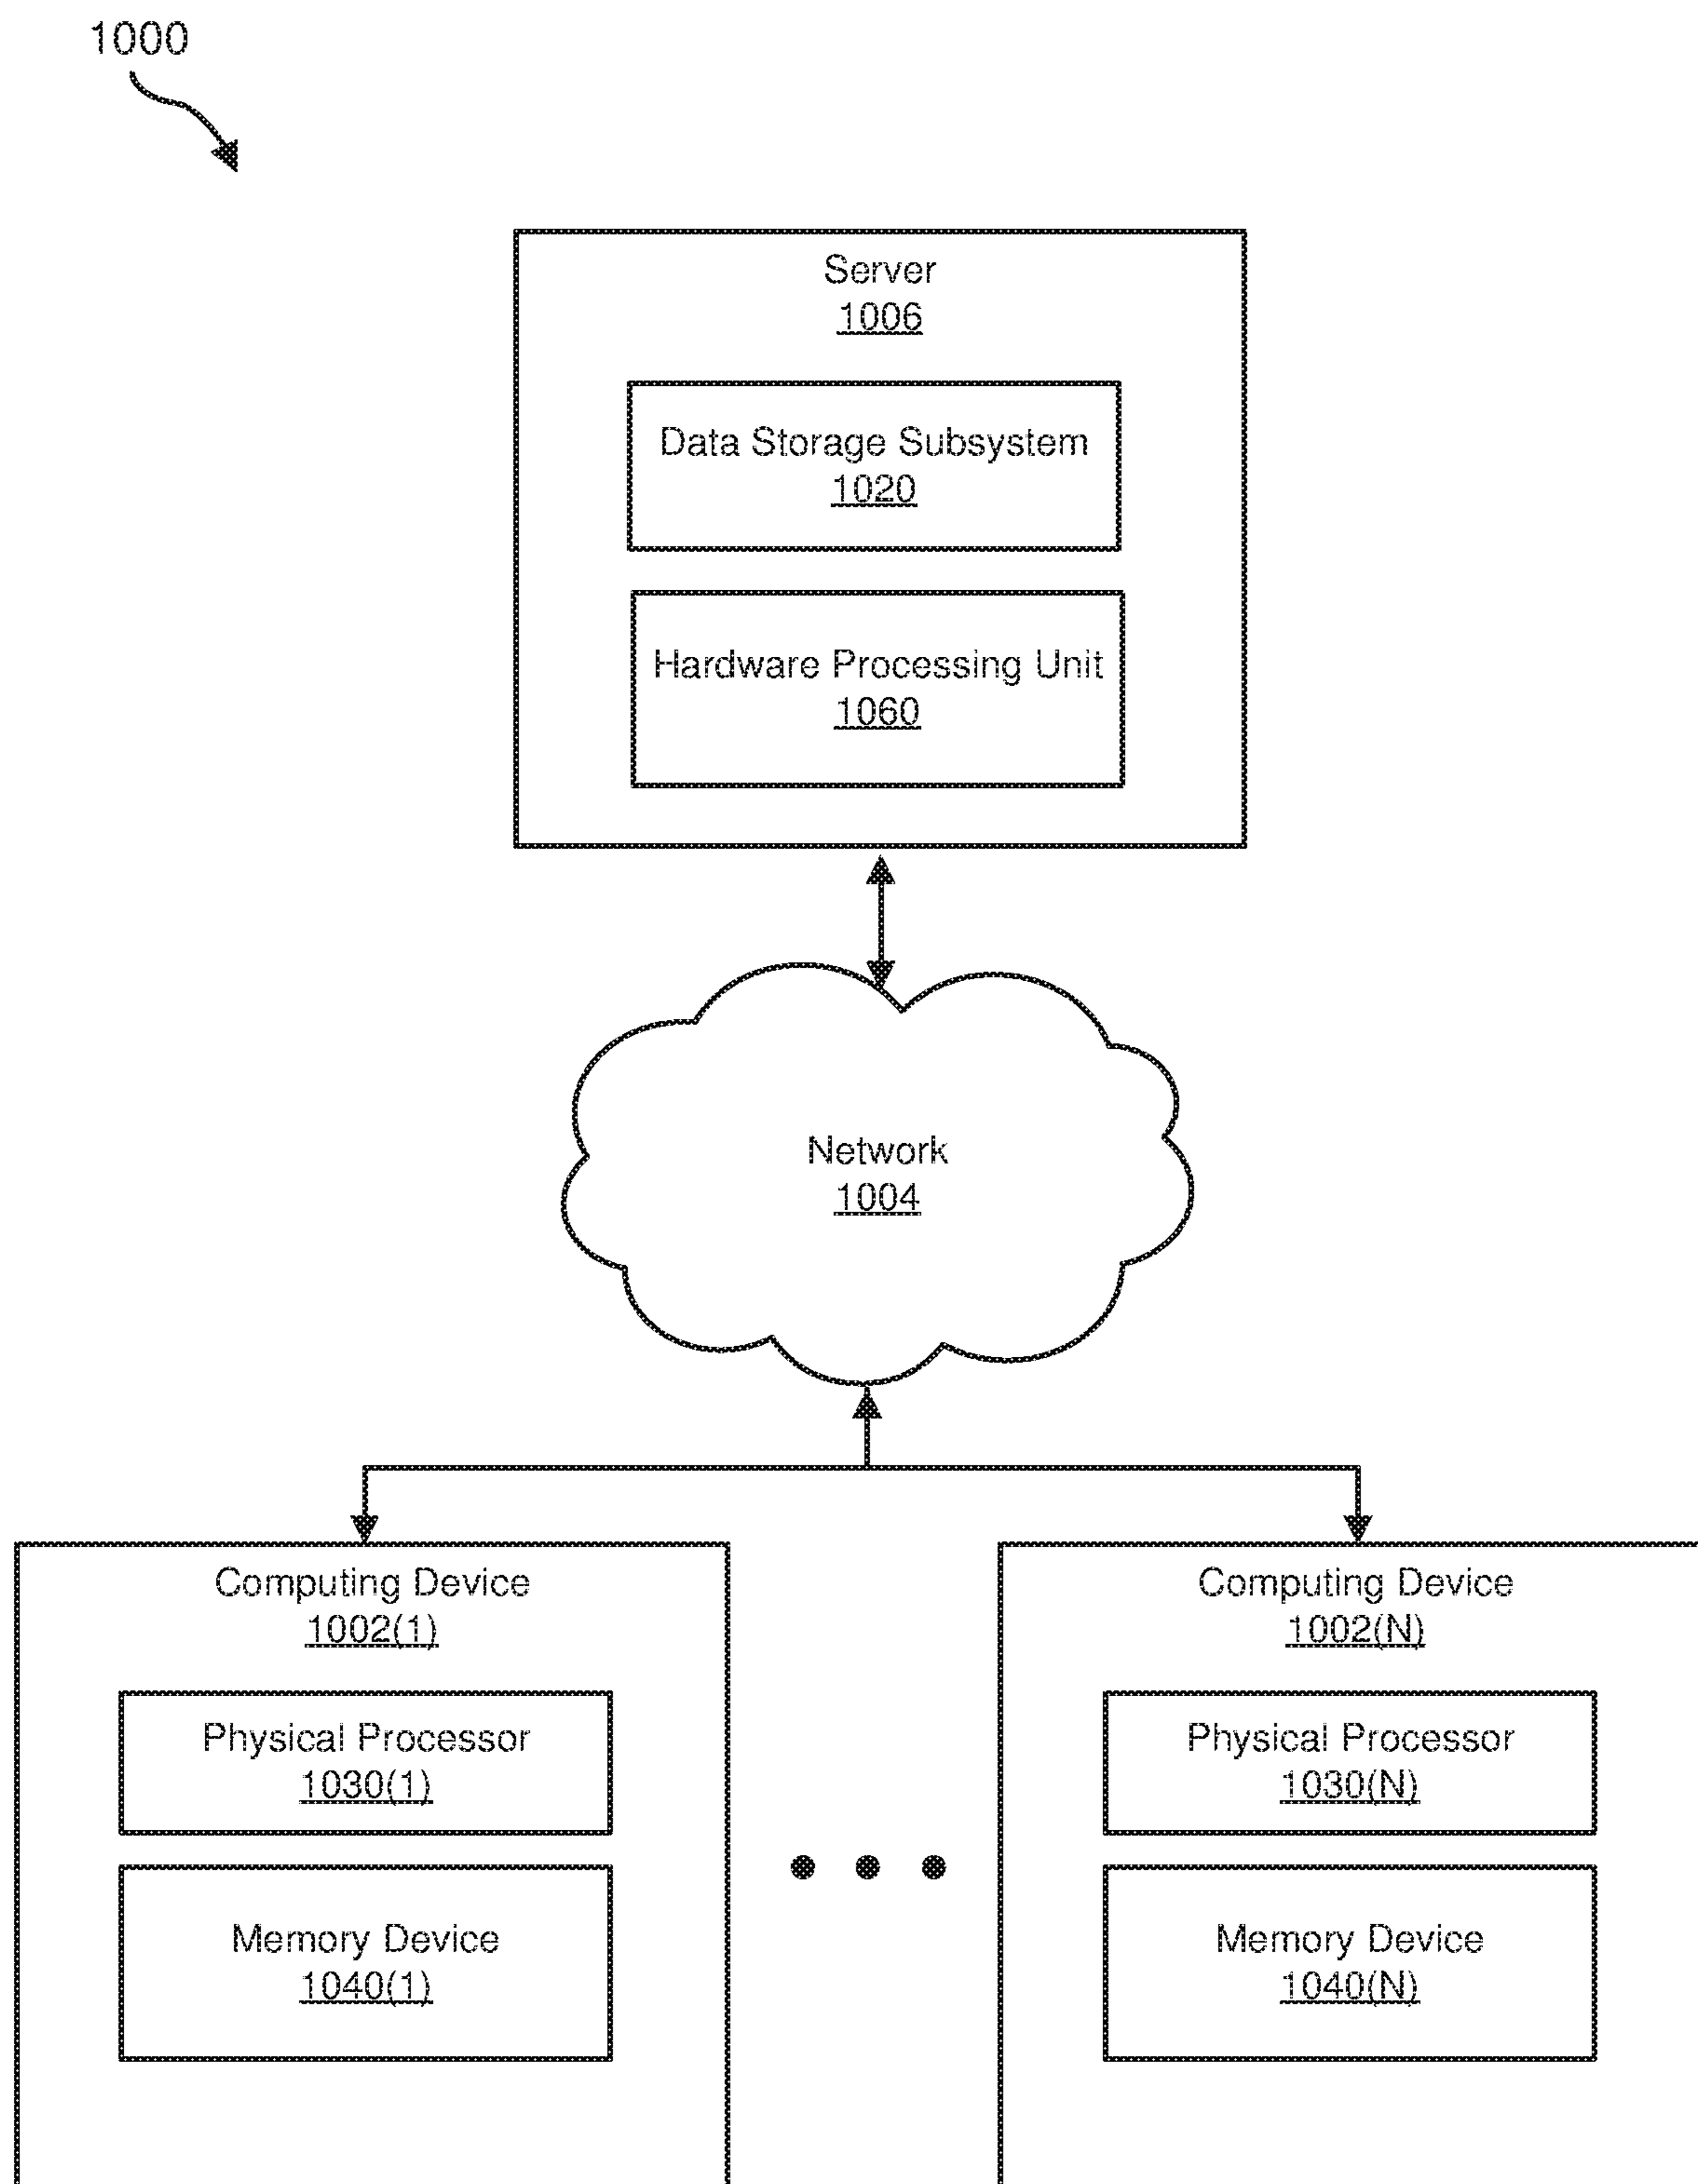 1000
Server
1006
Data Storage Subsystem
1020
Hardware Processing Unit
1060
Network
1004
Computing Device
1002(1)
Physical Processor
1030(1)
Memory Device
1040(1)
Computing Device
1002(N)
Physical Processor
1030(N)
Memory Device
1040(N)